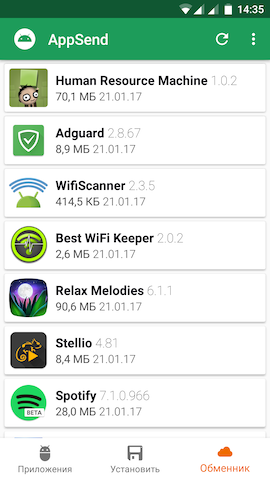 14:35
AppSend
Human Resource Machine 1.0.2
70,1 МБ 21.01.17
Adguard 2.8.67
8,9 МБ 21.01.17
WifiScanner 2.3.5
414,5 КБ 21.01.17
Best WiFi Keeper 2.0.2
2,6 МБ 21.01.17
Relax Melodies 6.1.1
90,6 МБ 21.01.17
Stellio 4.81
8,4 МБ 21.01.17
Spotify 7.1.0.966
28,0 МБ 21.01.17
BETA
Приложения Установить Обменник